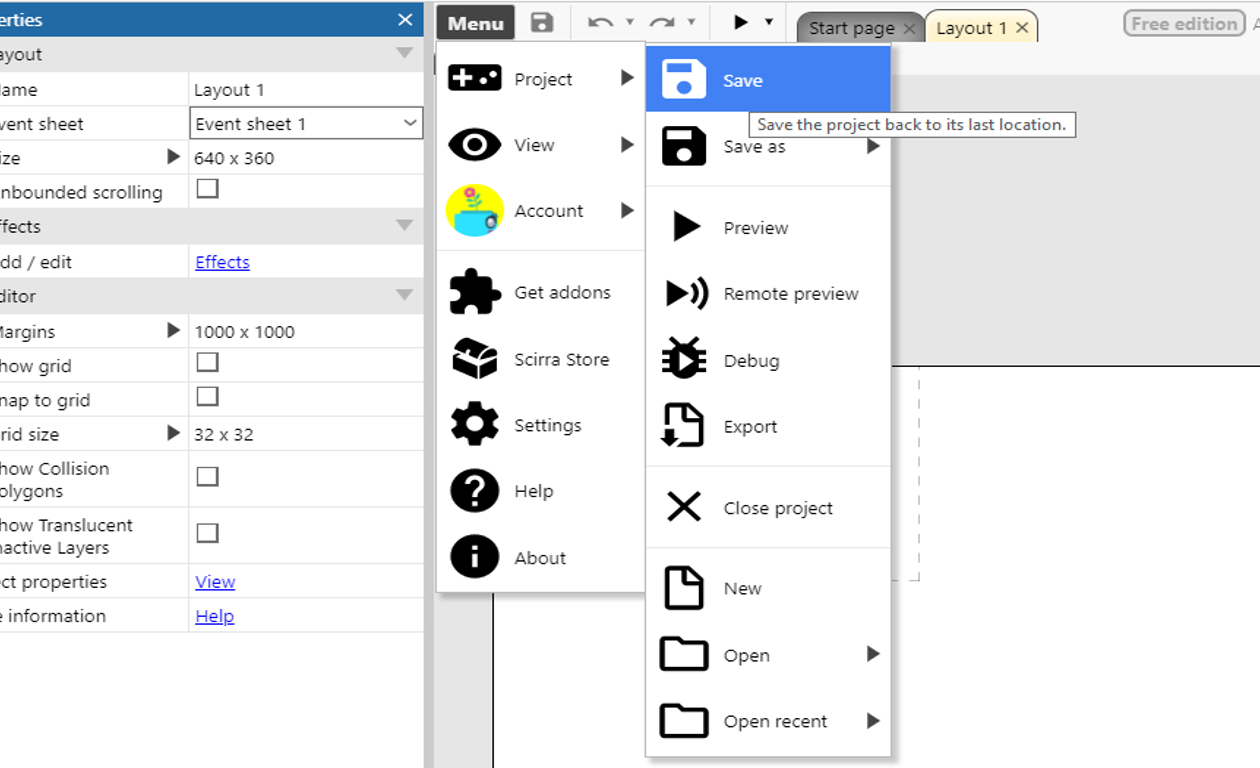 erties
Menu
Start page
Layout 1
Free edition
ayout
ame
Layout 1
vent sheet
Event sheet 1
ize
640 x 360
nbounded scrolling
ffects
dd / edit
Effects
ditor
Margins
1000 x 1000
how grid
nap to grid
rid size
32 x 32
how Collision
olygons
how Translucent
nactive Layers
ct properties
View
e information
Help
Project
View
Account
Get addons
Scirra Store
Settings
Help
About
Save
Save the project back to its last location.
Save as
Preview
Remote preview
Debug
Export
Close project
New
Open
Open recent